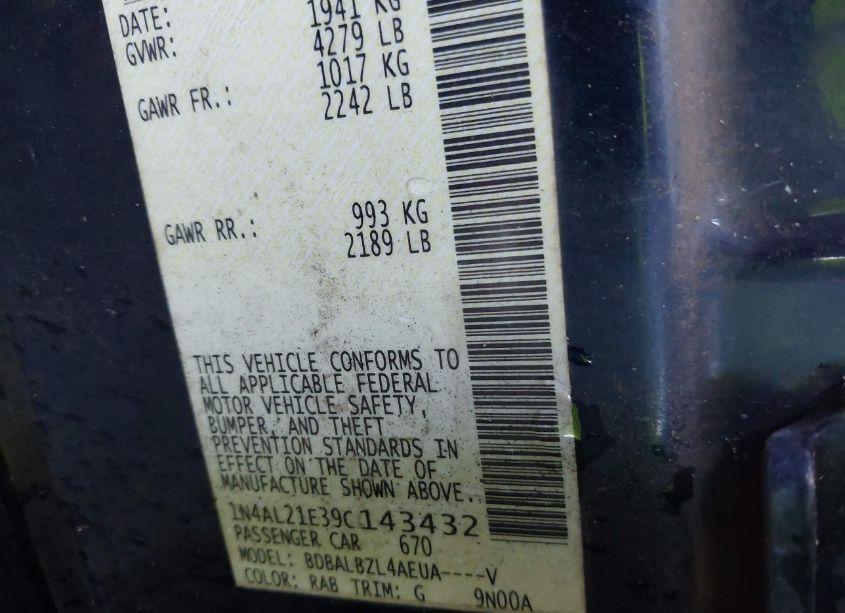 DATE: 1941 KG
GVWR: 4279 LB
1017 KG
GAWR FR.: 2242 LB
993 KG
GAWR RR.: 2189 LB
THIS VEHICLE CONFORMS TO
ALL APPLICABLE FEDERAL
MOTOR VEHICLE SAFETY,
BUMPER, AND THEFT
PREVENTION STANDARDS IN
EFFECT ON THE DATE OF
MANUFACTURE SHOWN ABOVE.
1N4AL21E39C143432
PASSENGER CAR 670
MODEL: BDBALBZL4AEUA----V
COLOR: RAB TRIM: G 9N00A